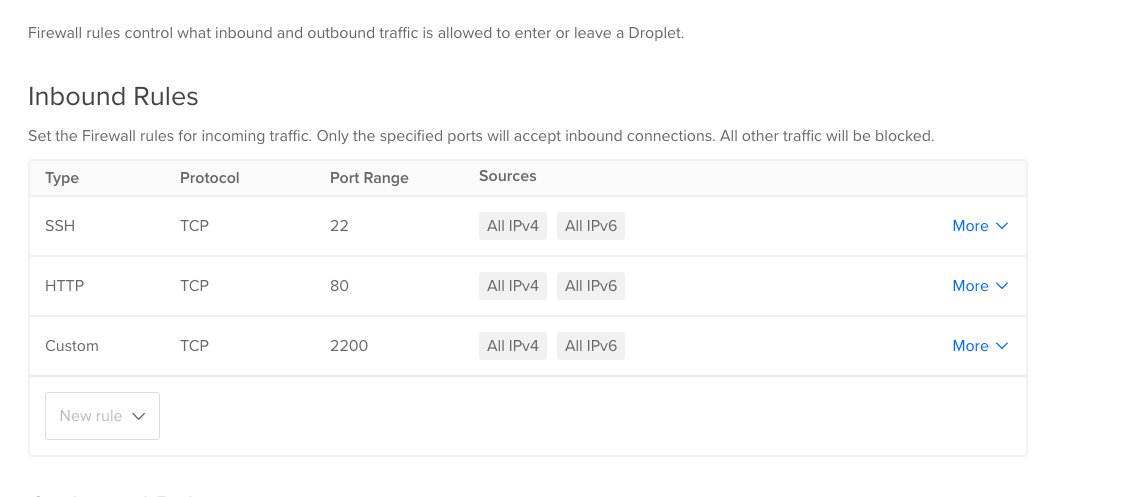 Firewall rules control what inbound and outbound traffic is allowed to enter or leave a Droplet.
Inbound Rules
Set the Firewall rules for incoming traffic. Only the specified ports will accept inbound connections. All other traffic will be blocked.
Type Protocol Port Range Sources
SSH TCP 22 All IPv4 All IPv6 More
HTTP TCP 80 All IPv4 All IPv6 More
Custom TCP 2200 All IPv4 All IPv6 More
New rule